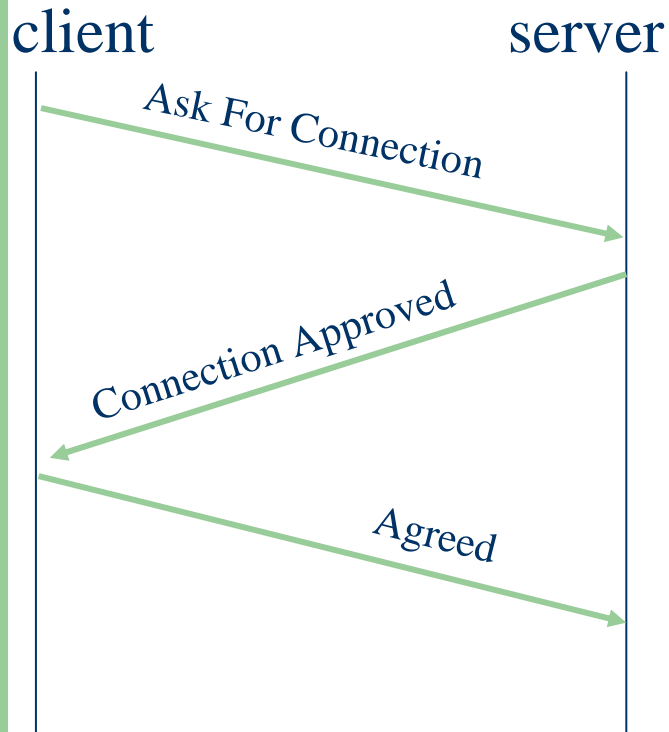 client
server
Ask For Connection
Connection Approved
Agreed